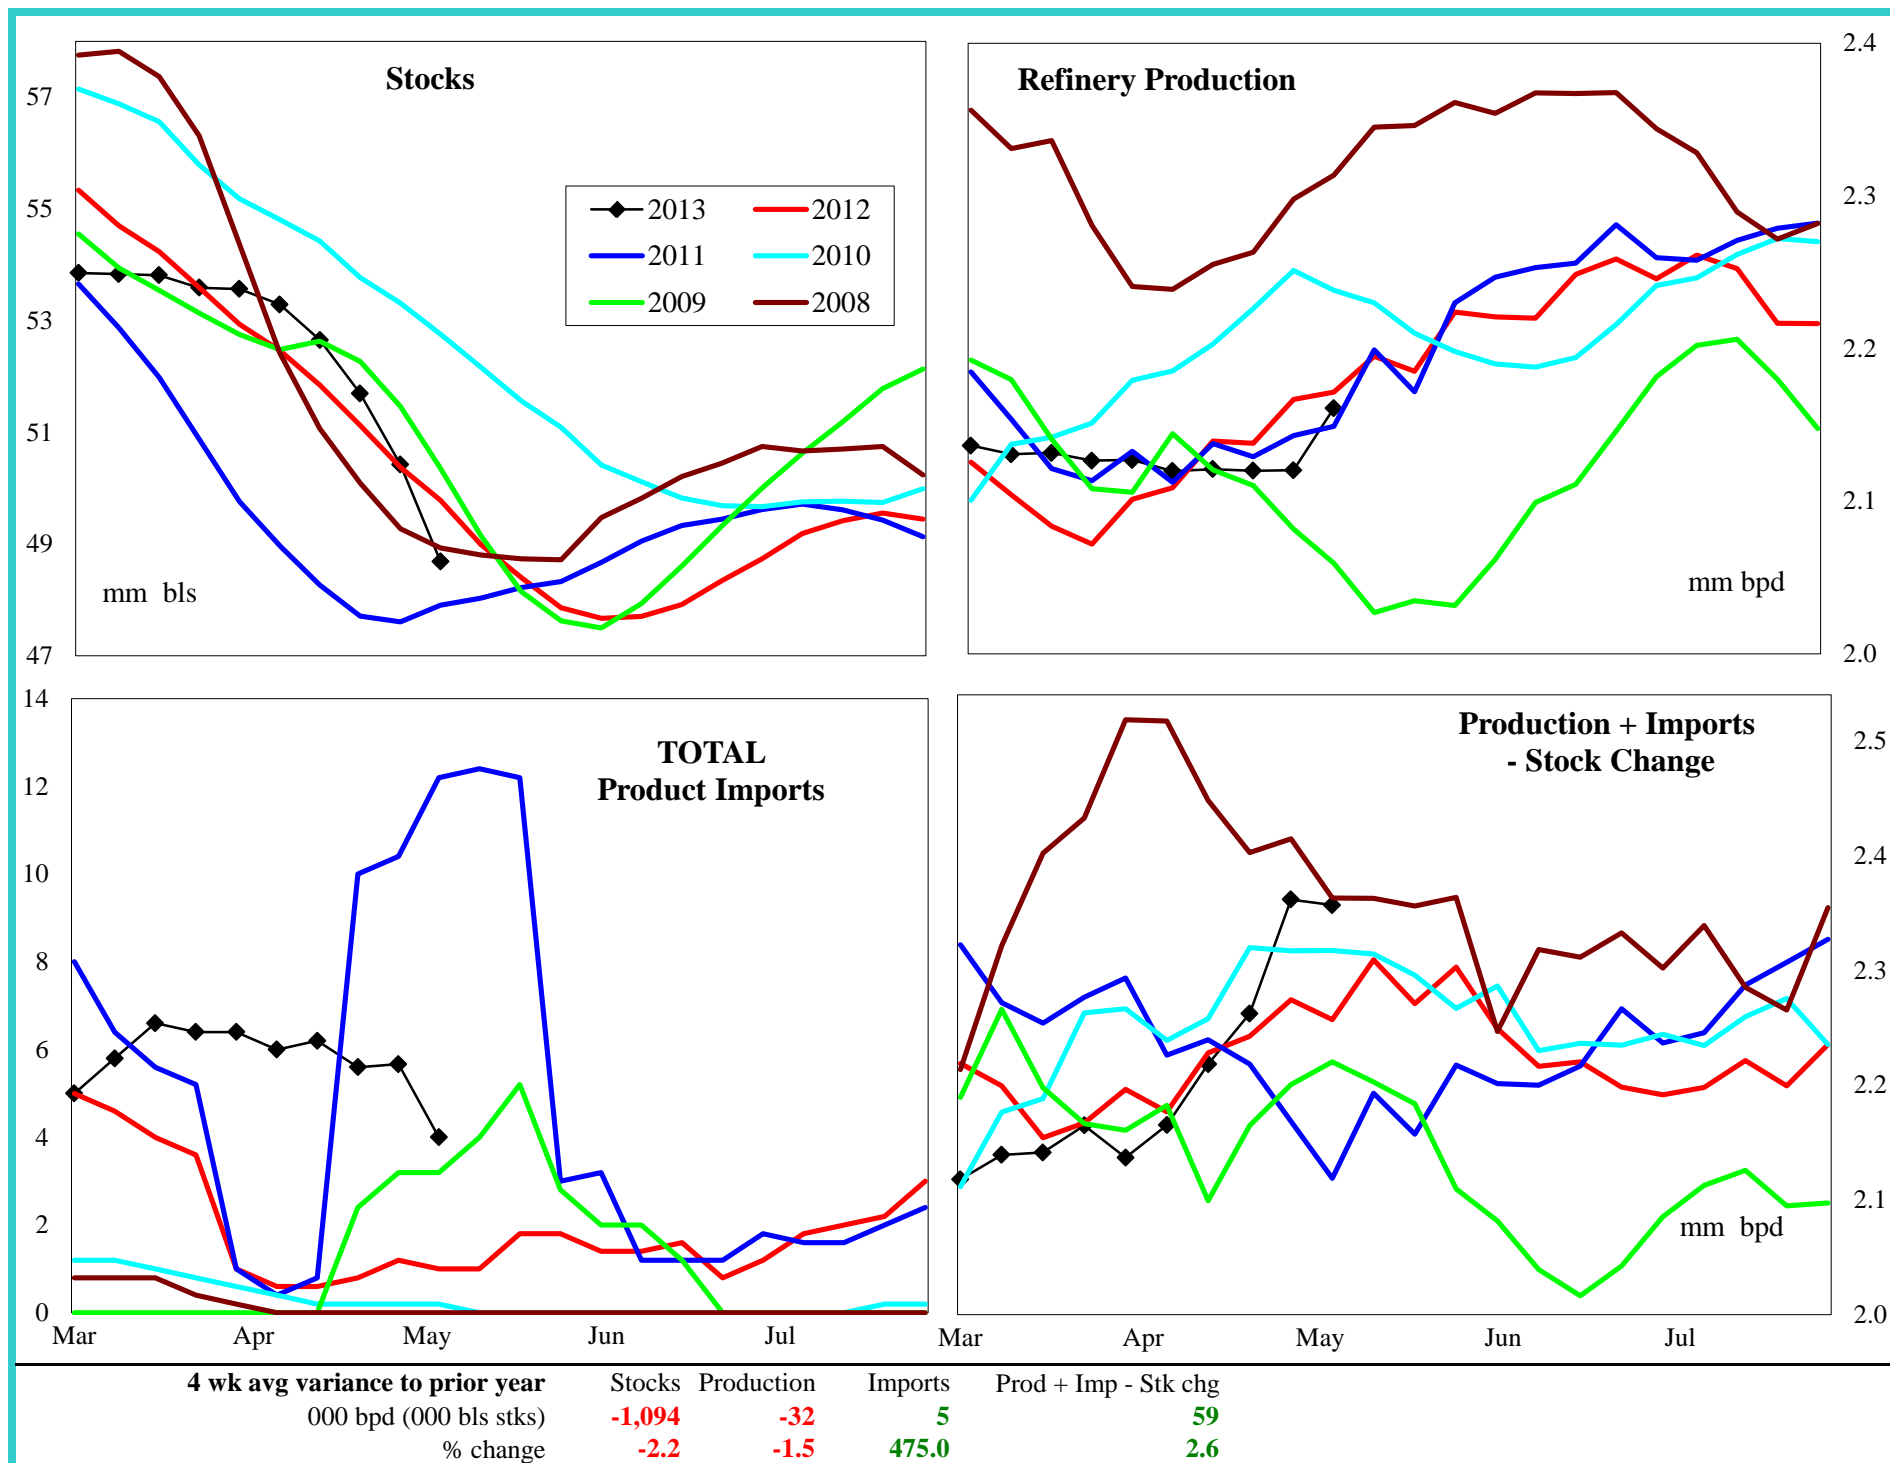 Stocks
57
55
53
51
49
47
mm bls
2013
2012
2011
2010
2009
2008
Refinery Production
2.4
2.3
2.2
2.1
2.0
mm bpd
TOTAL
Product Imports
14
12
10
8
6
4
2
0
Mar Apr May Jun Jul
Production + Imports
- Stock Change
2.5
2.4
2.3
2.2
2.1
2.0
mm bpd
Mar Apr May Jun Jul
4 wk avg variance to prior year Stocks Production Imports Prod + Imp - Stk chg
000 bpd (000 bls stks) -1,094 -32 5 59
% change -2.2 -1.5 475.0 2.6